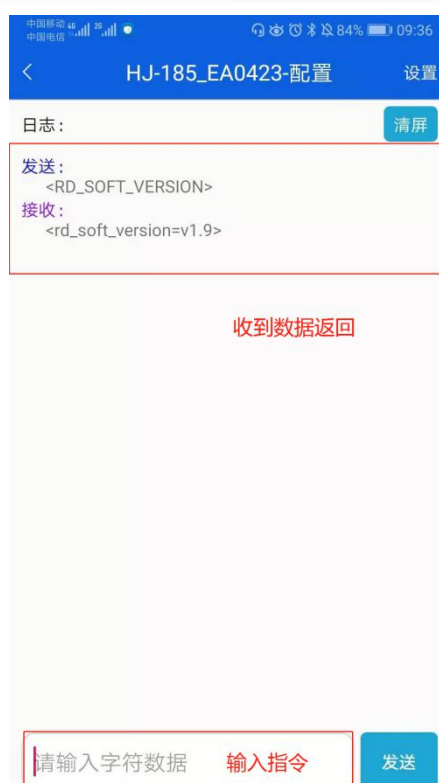 中国移动 4G 2G 84% 09:36
中国电信
HJ-185_EA0423-配置 设置
日志： 清屏
发送：
<RD_SOFT_VERSION>
接收：
<rd_soft_version=v1.9>
收到数据返回
请输入字符数据 输入指令 发送